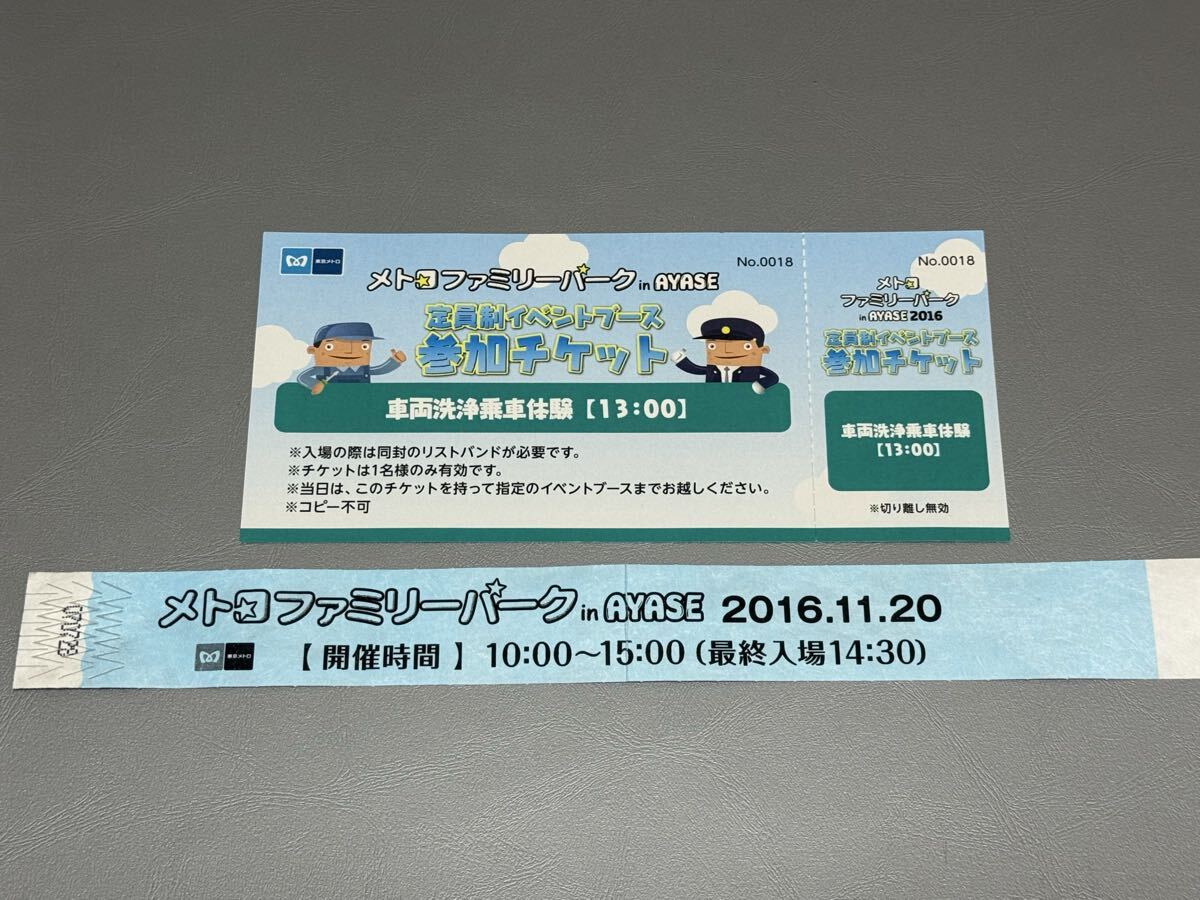 東京メトロ
No.0018
メトロファミリーパーク in AYASE
定員制イベントブース
参加チケット
車両洗浄乗車体験【13:00】
※入場の際は同封のリストバンドが必要です。
※チケットは1名様のみ有効です。
※当日は、このチケットを持って指定のイベントブースまでお越しください。
※コピー不可
No.0018
メトロ
ファミリーパーク
in AYASE 2016
定員制イベントブース
参加チケット
車両洗浄乗車体験
【13:00】
※切り離し無効
メトロファミリーパーク in AYASE 2016.11.20
東京メトロ
【 開催時間 】 10:00〜15:00（最終入場14:30）